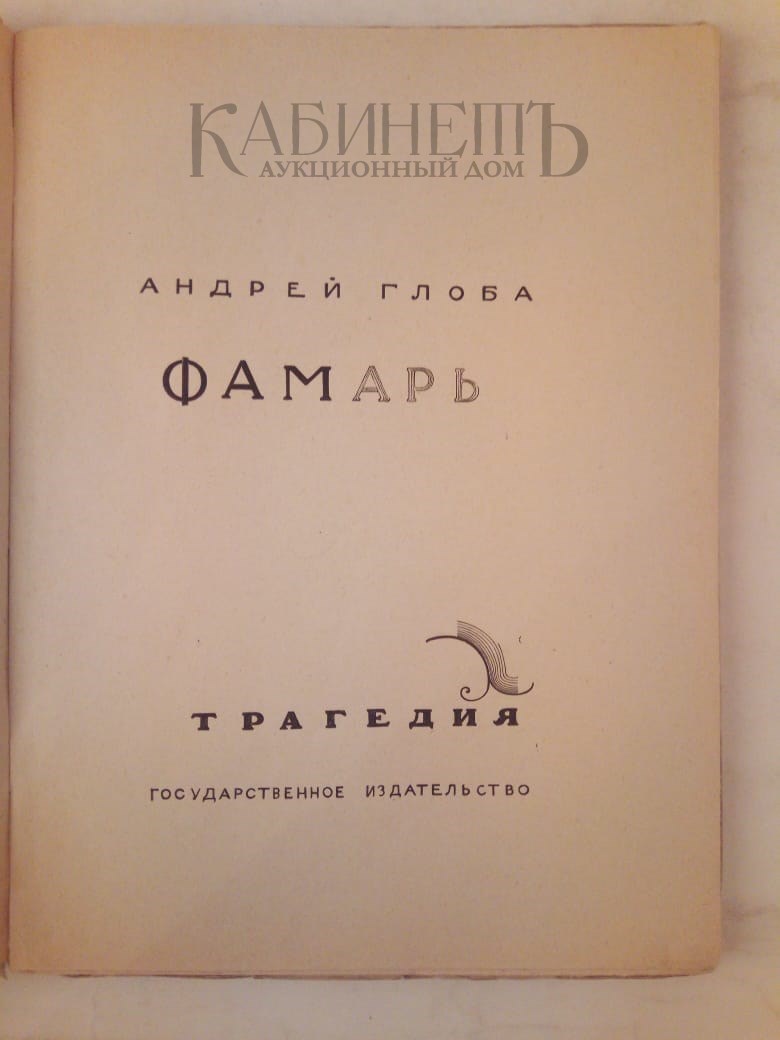 КАБИНЕТЪ
АУКЦИОННЫЙ ДОМ
АНДРЕЙ ГЛОБА
ФАМАРЬ
ТРАГЕДИЯ
ГОСУДАРСТВЕННОЕ ИЗДАТЕЛЬСТВО